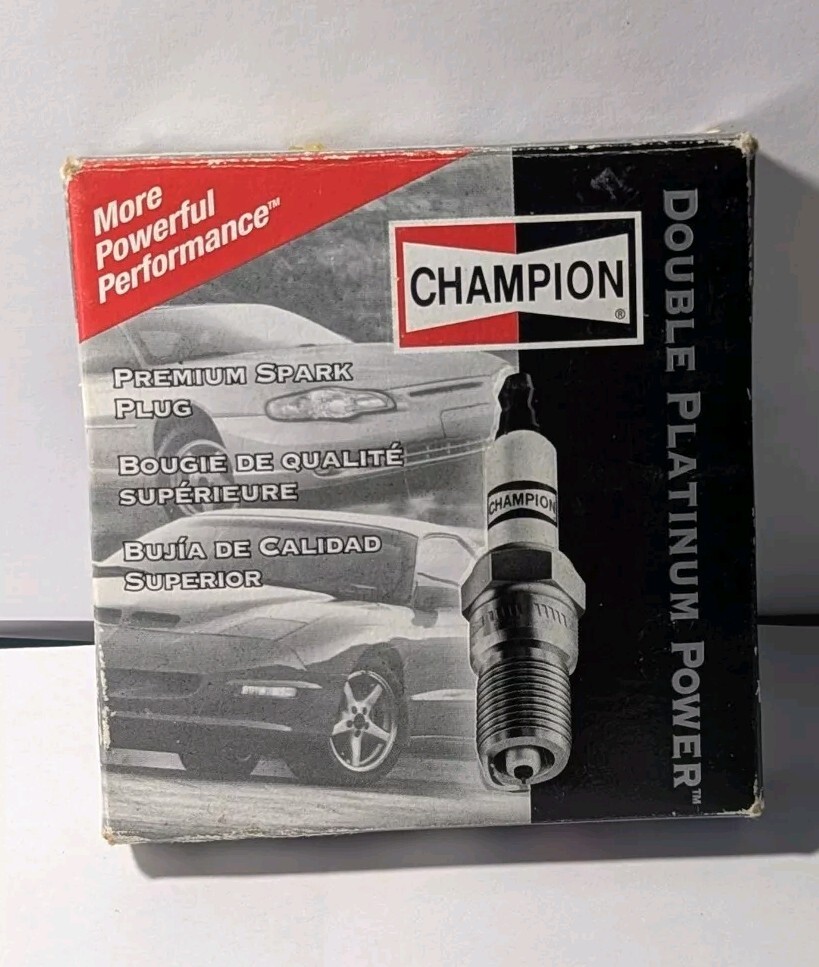 More
Powerful
Performance™
CHAMPION
®
PREMIUM SPARK
PLUG
BOUGIE DE QUALITÉ
SUPÉRIEURE
BUJÍA DE CALIDAD
SUPERIOR
CHAMPION
DOUBLE PLATINUM POWER™